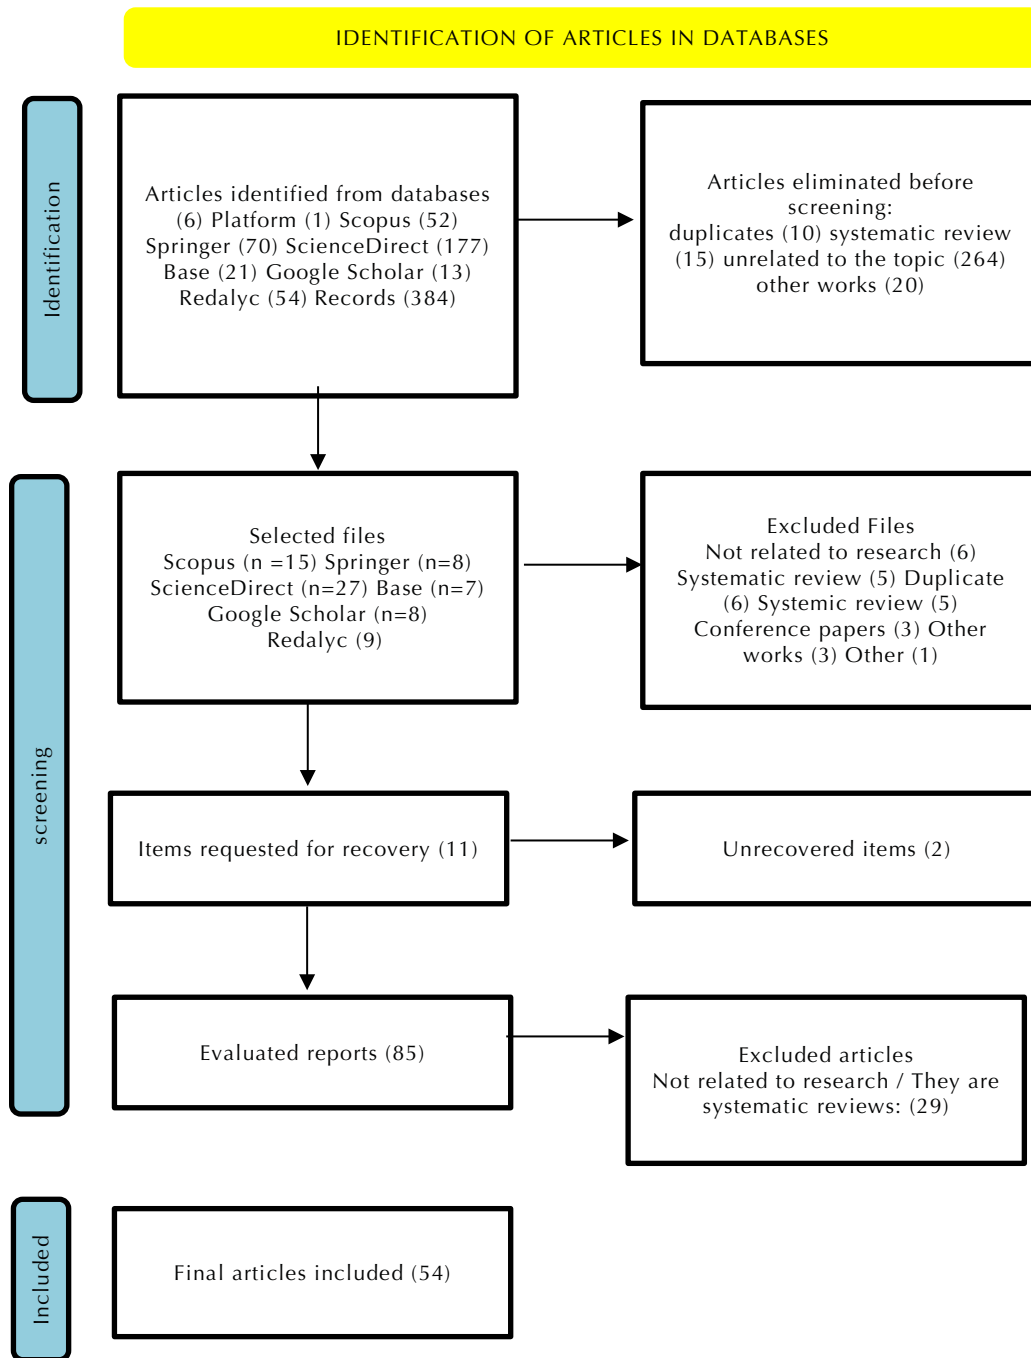 IDENTIFICATION OF ARTICLES IN DATABASES
Identification
Articles identified from databases
(6) Platform (1) Scopus (52)
Springer (70) ScienceDirect (177)
Base (21) Google Scholar (13)
Redalyc (54) Records (384)
Articles eliminated before
screening:
duplicates (10) systematic review
(15) unrelated to the topic (264)
other works (20)
screening
Selected files
Scopus (n =15) Springer (n=8)
ScienceDirect (n=27) Base (n=7)
Google Scholar (n=8)
Redalyc (9)
Excluded Files
Not related to research (6)
Systematic review (5) Duplicate
(6) Systemic review (5)
Conference papers (3) Other
works (3) Other (1)
Items requested for recovery (11)
Unrecovered items (2)
Evaluated reports (85)
Excluded articles
Not related to research / They are
systematic reviews: (29)
Included
Final articles included (54)